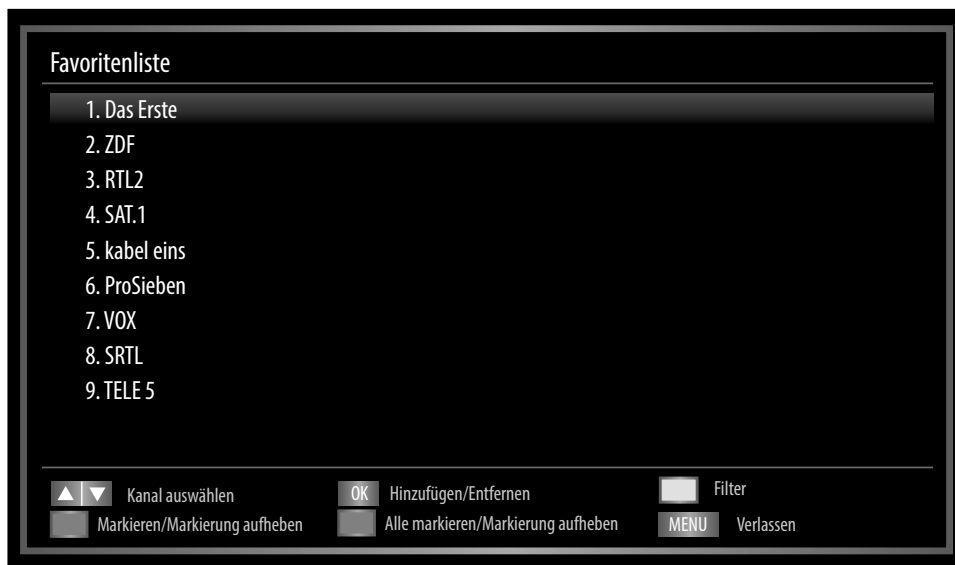 Favoritenliste
1. Das Erste
2. ZDF
3. RTL2
4. SAT.1
5. kabel eins
6. ProSieben
7. VOX
8. SRTL
9. TELE 5
Kanal auswählen OK Hinzufügen/Entfernen Filter
Markieren/Markierung aufheben Alle markieren/Markierung aufheben MENU Verlassen